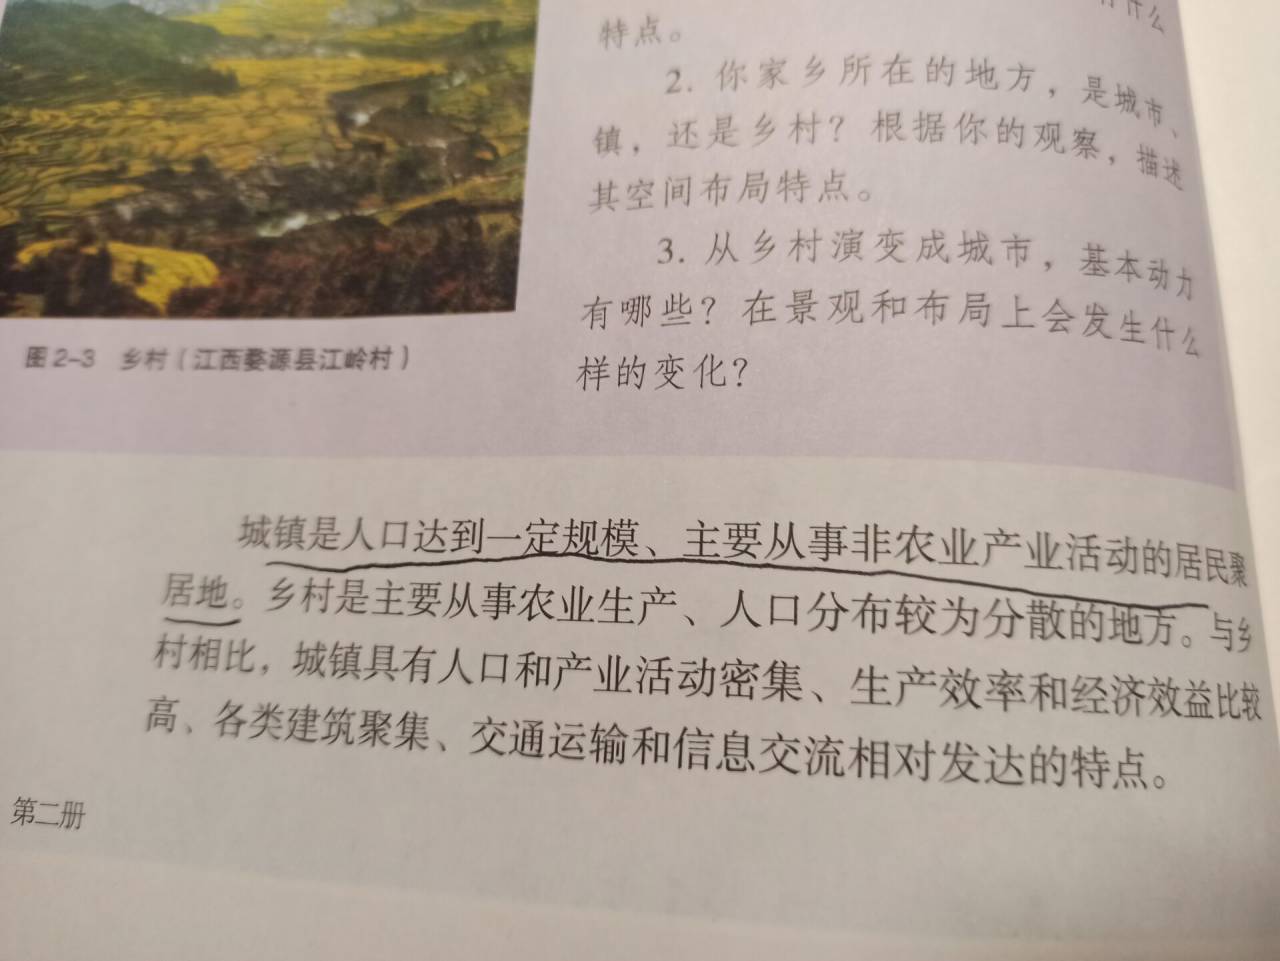 什么
特点。
2. 你家乡所在的地方，是城市、
镇，还是乡村？根据你的观察，描述
其空间布局特点。
3. 从乡村演变成城市，基本动力
有哪些？在景观和布局上会发生什么
样的变化？
图2-3 乡村（江西婺源县江岭村）
城镇是人口达到一定规模、主要从事非农业产业活动的居民聚
居地。乡村是主要从事农业生产、人口分布较为分散的地方。与乡
村相比，城镇具有人口和产业活动密集、生产效率和经济效益比较
高、各类建筑聚集、交通运输和信息交流相对发达的特点。
第二册